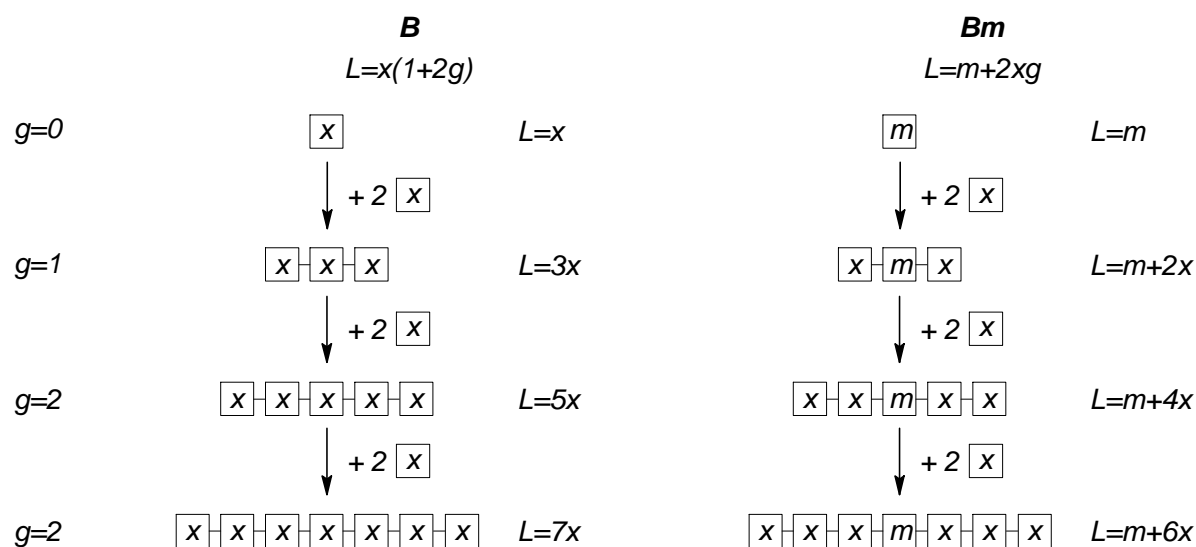 B Bm
L=x(1+2g) L=m+2xg
g=0 x L=x m L=m
+ 2 x + 2 x
g=1 x x x L=3x x m x L=m+2x
+ 2 x + 2 x
g=2 x x x x x L=5x x x m x x L=m+4x
+ 2 x + 2 x
g=2 x x x x x x x L=7x x x x m x x x L=m+6x